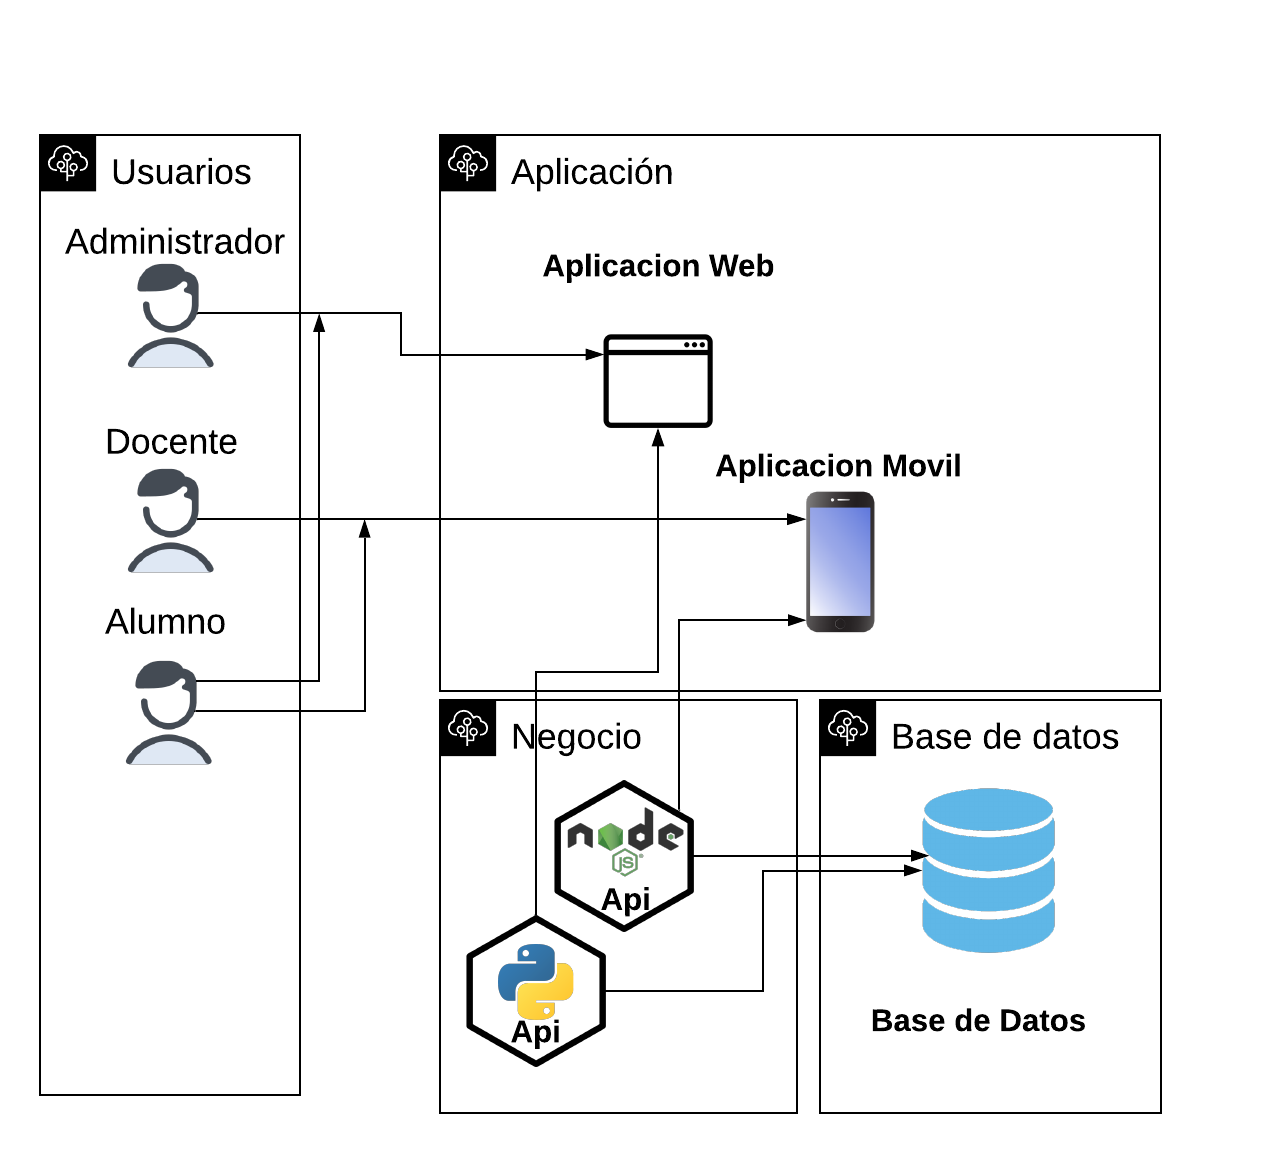 Usuarios
Administrador
Docente
Alumno
Aplicación
Aplicacion Web
Aplicacion Movil
Negocio
node
JS
Api
Api
Base de datos
Base de Datos